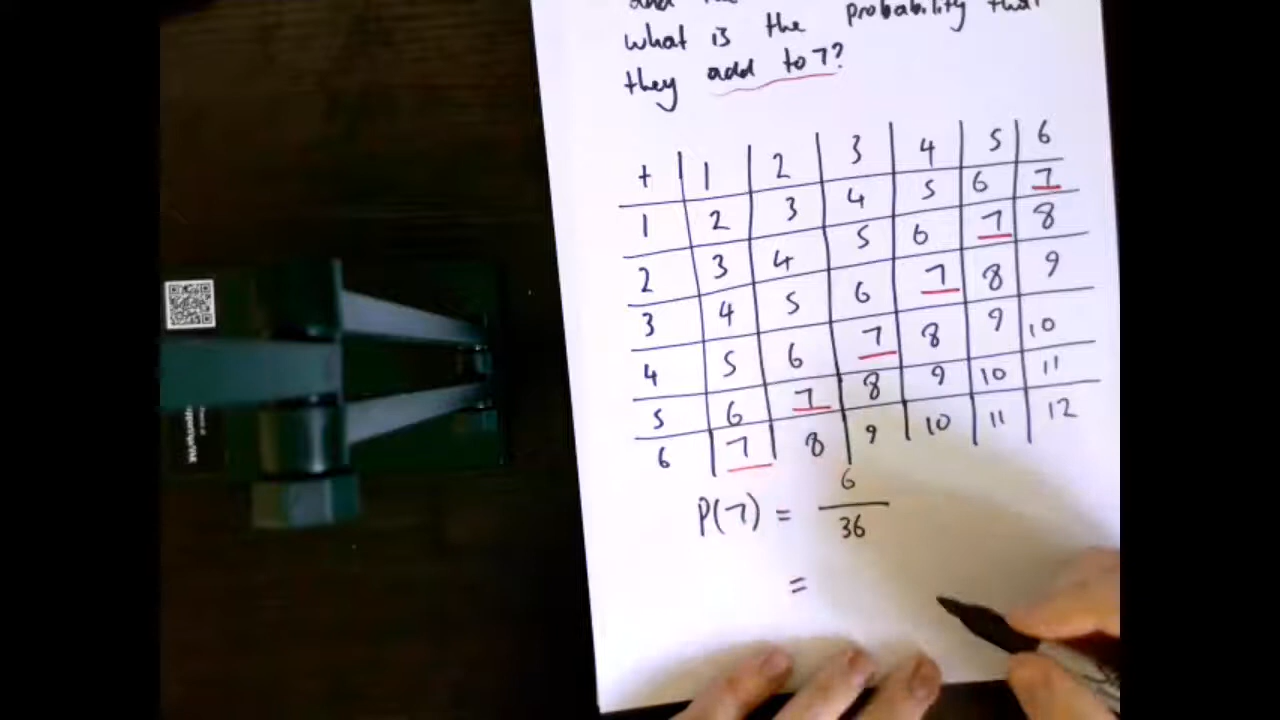 and the
what is the probability that
they add to 7?
+ 1 2 3 4 5 6
1 2 3 4 5 6 7
2 3 4 5 6 7 8
3 4 5 6 7 8 9
4 5 6 7 8 9 10
5 6 7 8 9 10 11
6 7 8 9 10 11 12
P(7) = 6/36
=